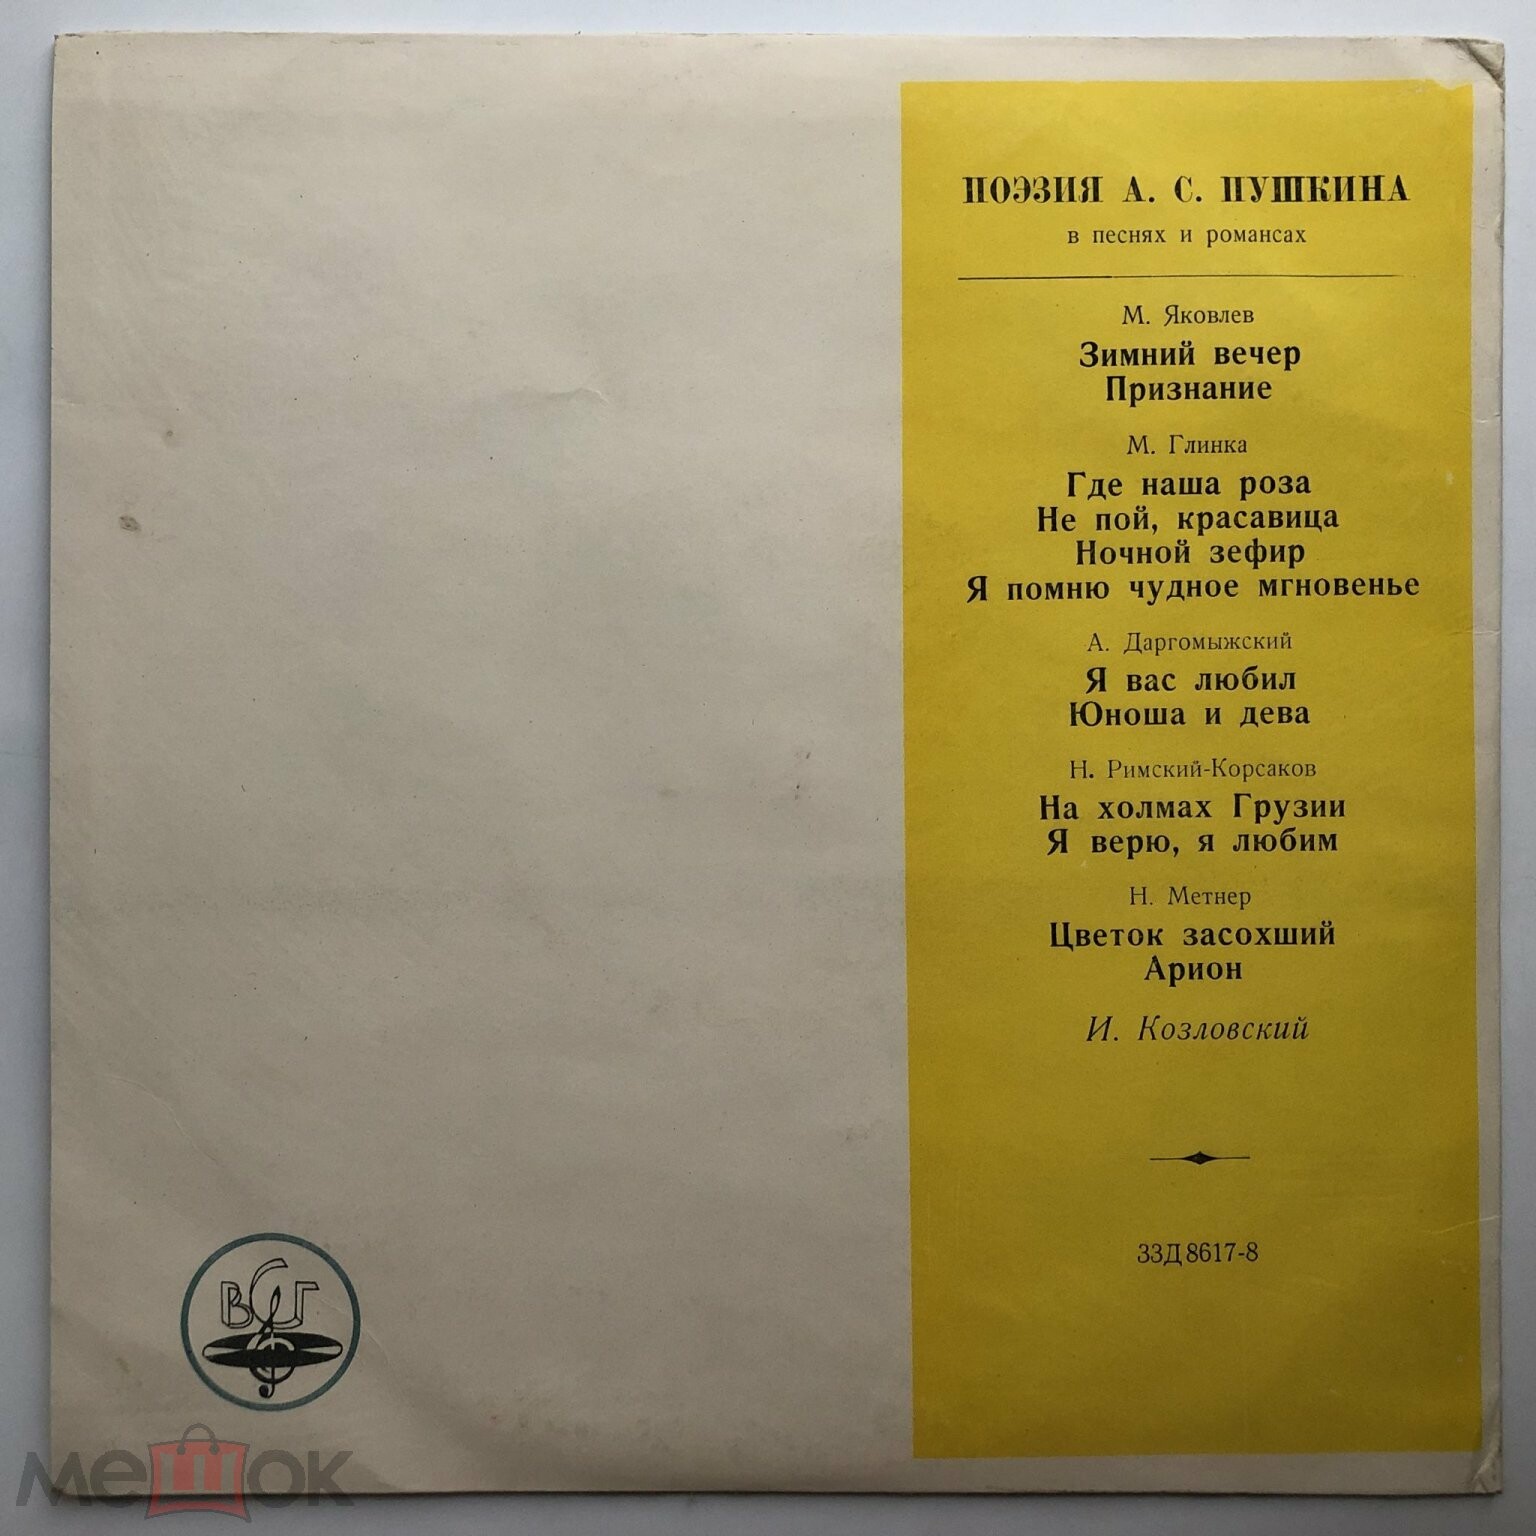 ПОЭЗИЯ А. С. ПУШКИНА
в песнях и романсах
М. Яковлев
Зимний вечер
Признание
М. Глинка
Где наша роза
Не пой, красавица
Ночной зефир
Я помню чудное мгновенье
А. Даргомыжский
Я вас любил
Юноша и дева
Н. Римский-Корсаков
На холмах Грузии
Я верю, я любим
Н. Метнер
Цветок засохший
Арион
И. Козловский
33Д8617-8
ВСГ
мешок